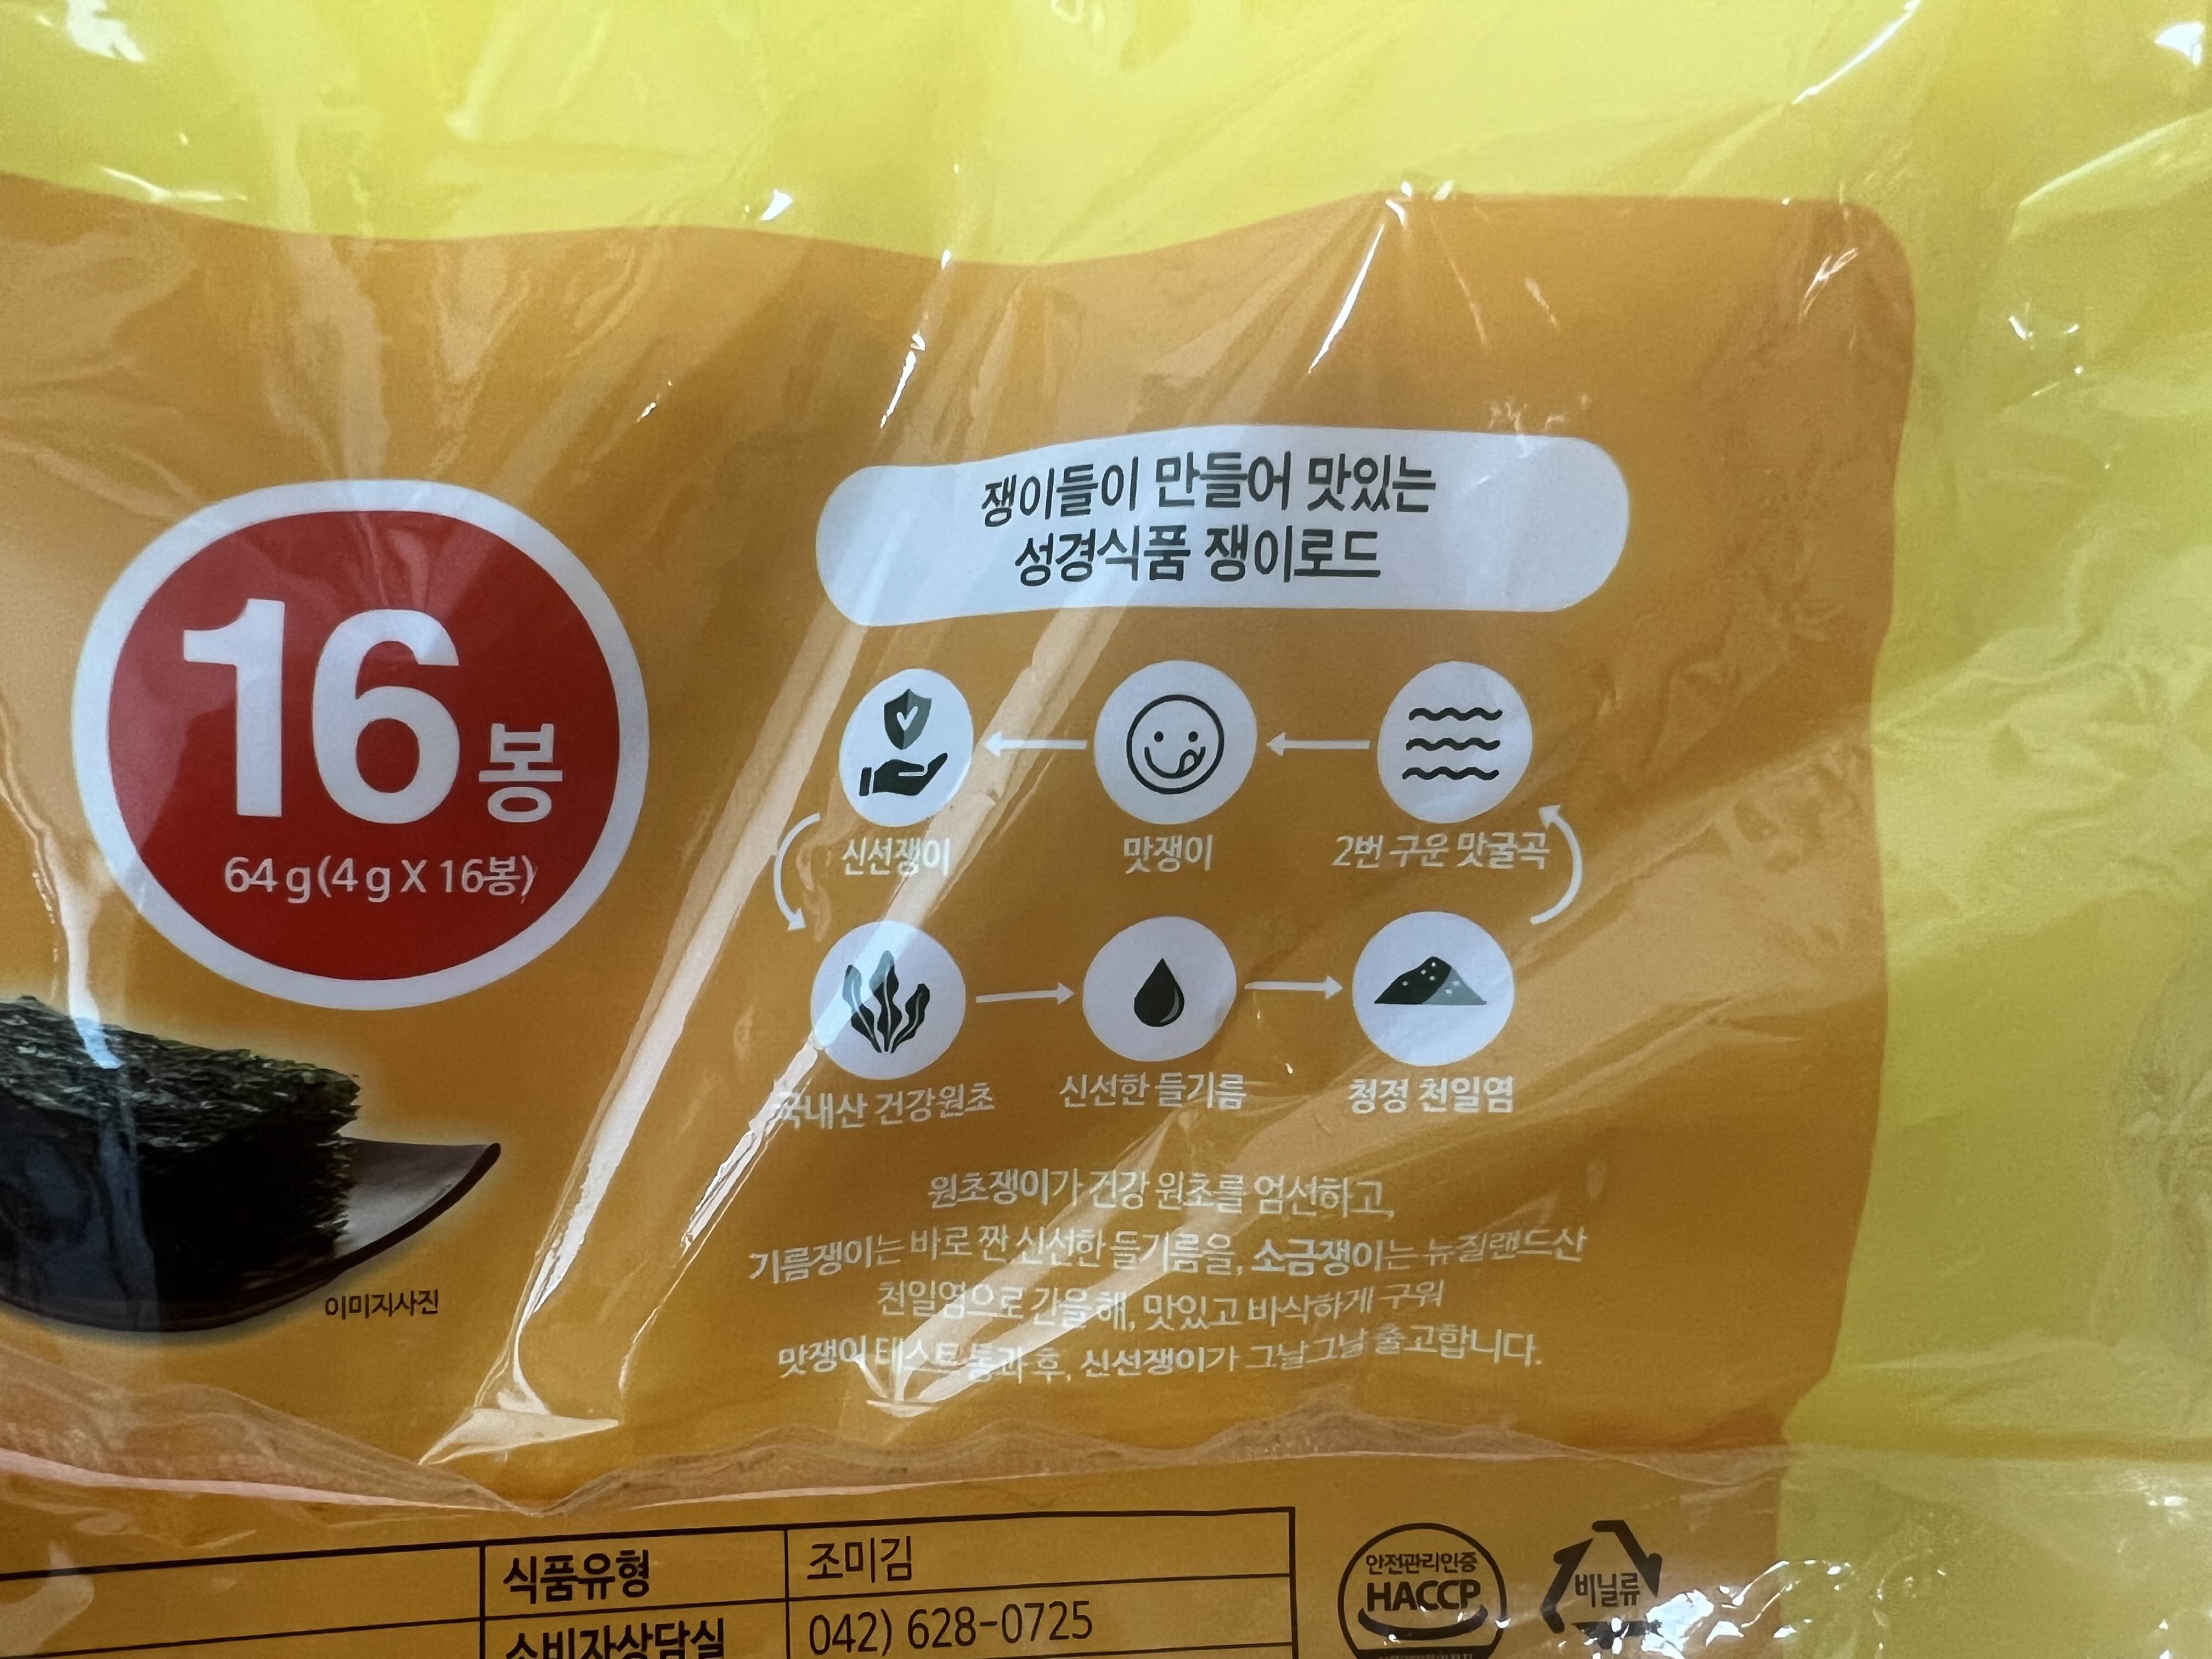 쟁이들이 만들어 맛있는
성경식품 쟁이로드
16봉
64g(4gX16봉)
신선쟁이
맛쟁이
2번 구운 맛굴곡
국내산 건강원초
신선한 들기름
청정 천일염
이미지사진
원초쟁이가 건강 원초를 엄선하고,
기름쟁이는 바로 짠 신선한 들기름을, 소금쟁이는 뉴질랜드산
천일염으로 간을 해, 맛있고 바삭하게 구워
맛쟁이 테스트 통과 후, 신선쟁이가 그날그날 출고합니다.
식품유형 조미김
소비자상담실 042) 628-0725
안전관리인증
HACCP
비닐류